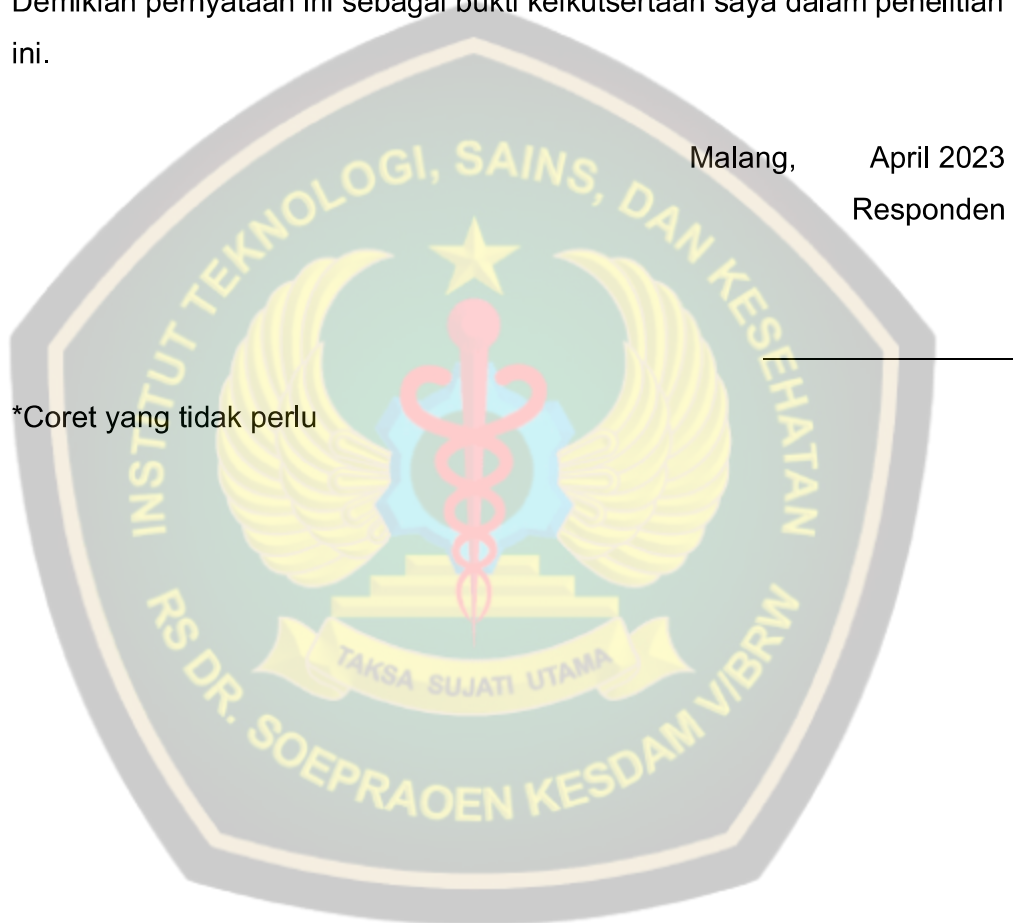 Demikian pernyataan ini sebagai bukti keikutsertaan saya dalam penelitian
ini.
Malang, April 2023
Responden
*Coret yang tidak perlu
INSTITUT TEKNOLOGI, SAINS, DAN KESEHATAN
TAKSA SUJATI UTAMA
RS DR. SOEPRAOEN KESDAM V/BRW